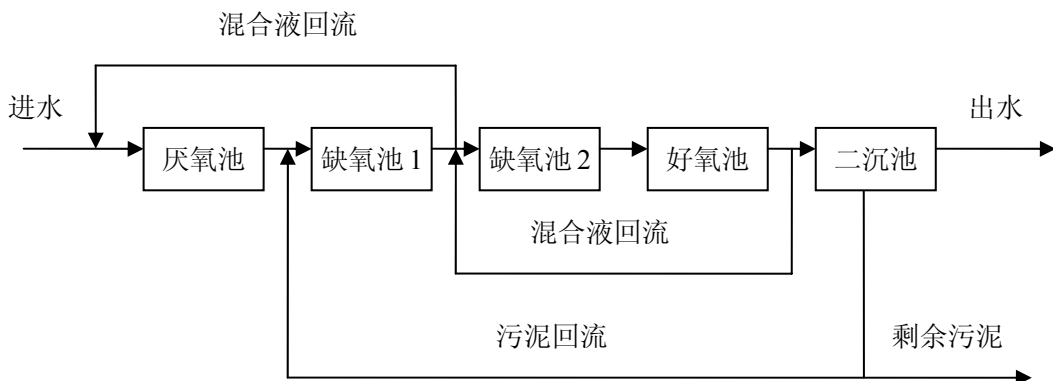 混合液回流
进水
出水
厌氧池
缺氧池 1
缺氧池 2
好氧池
二沉池
混合液回流
污泥回流
剩余污泥